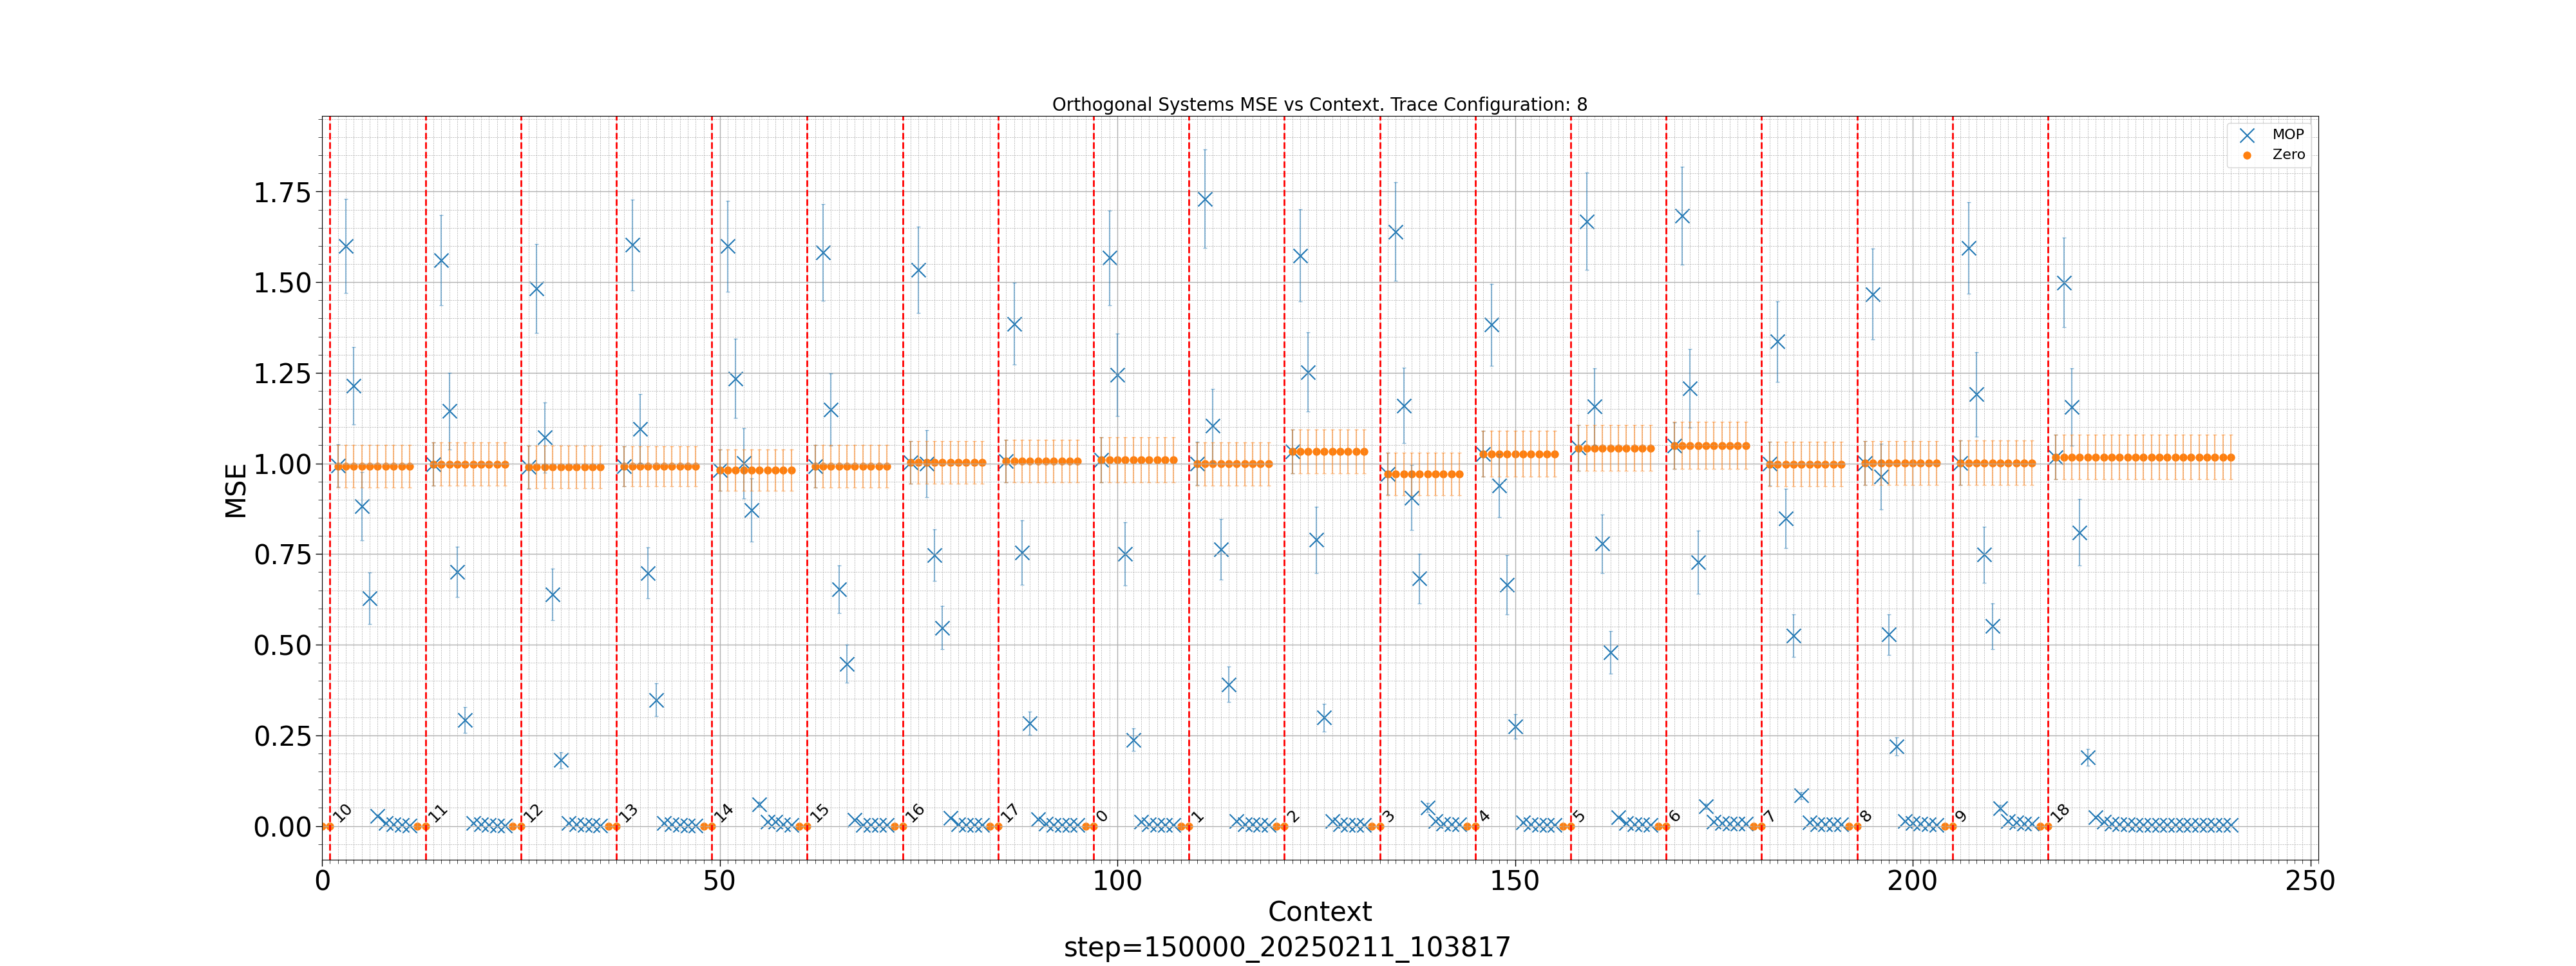 Orthogonal Systems MSE vs Context. Trace Configuration: 8
MOP
Zero
MSE
1.75
1.50
1.25
1.00
0.75
0.50
0.25
0.00
10 11 12 13 14 15 16 17 0 1 2 3 4 5 6 7 8 9 18
0 50 100 150 200 250
Context
step=150000_20250211_103817